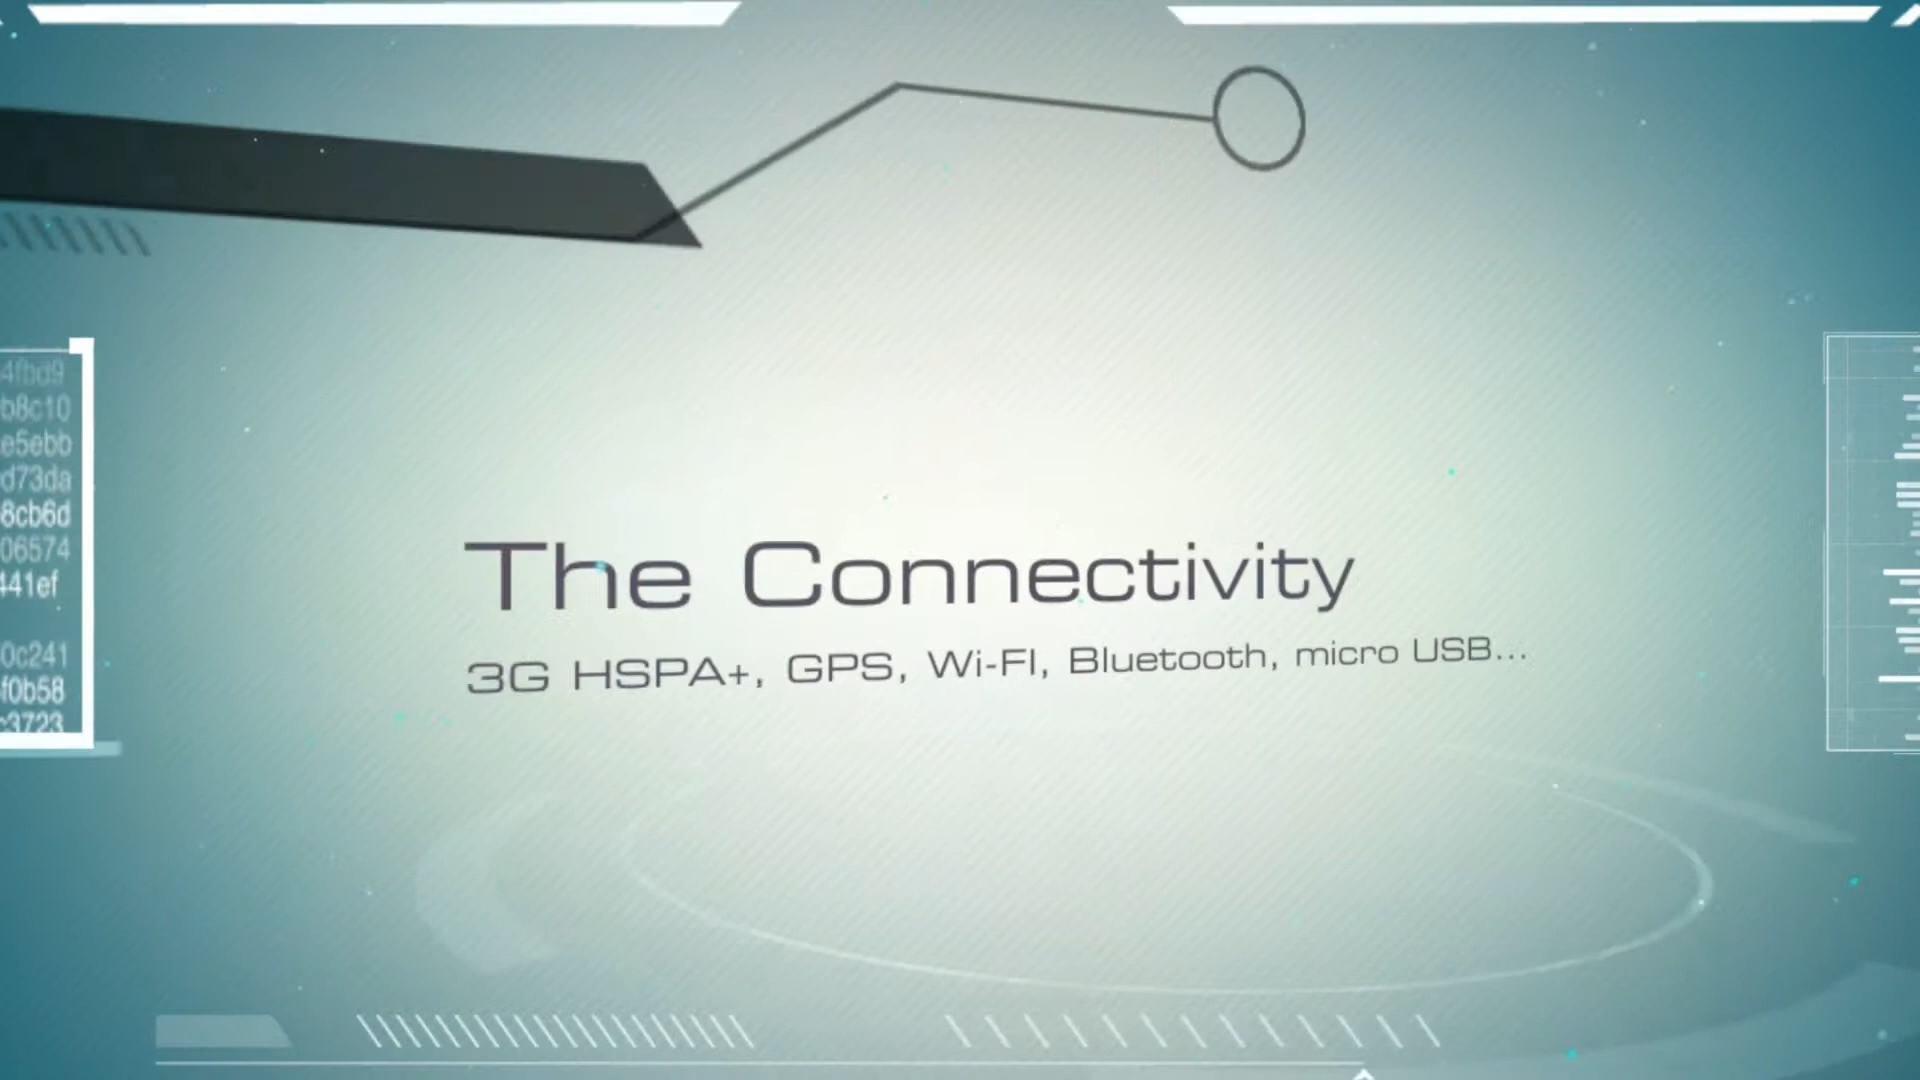 4fbd9
b8c10
e5ebb
d73da
8cb6d
06574
441ef
0c241
f0b58
c3723
The Connectivity
3G HSPA+, GPS, Wi-FI, Bluetooth, micro USB...